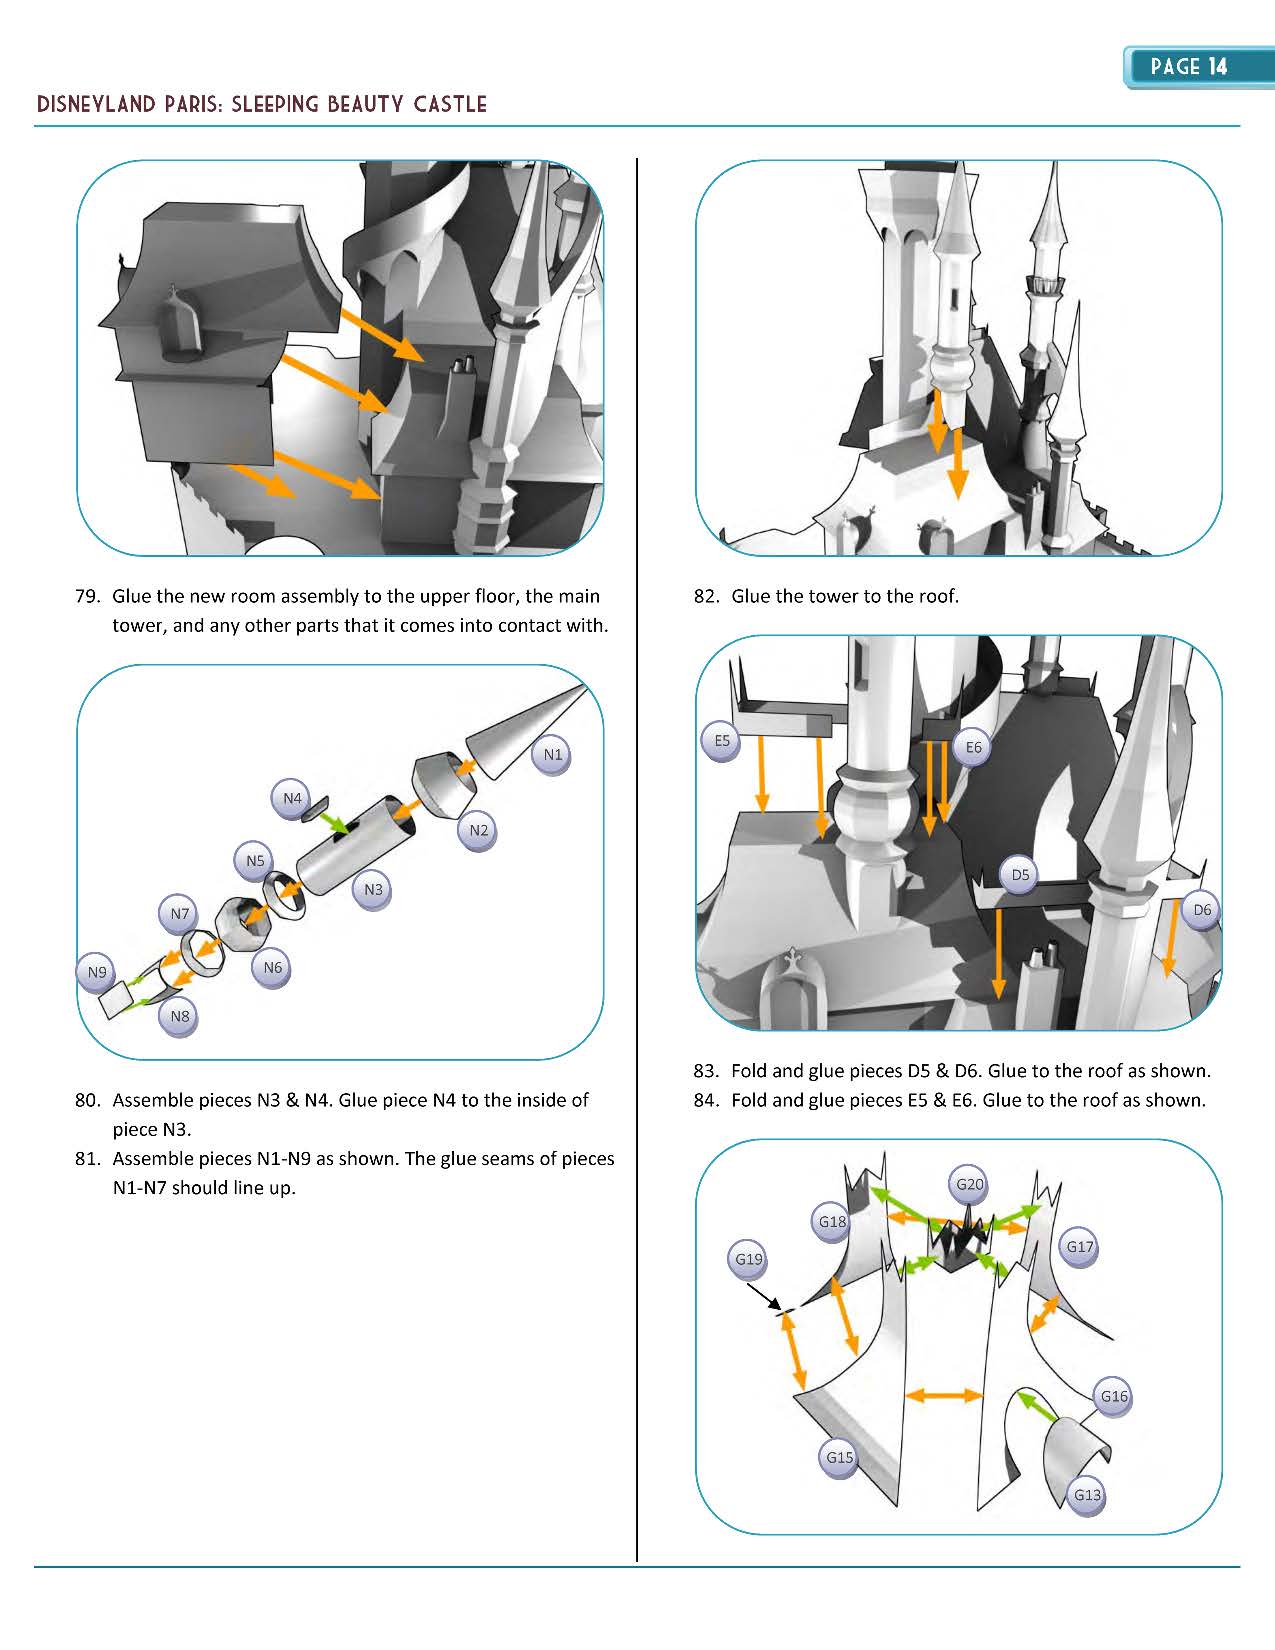 PAGE 14
DISNEYLAND PARIS: SLEEPING BEAUTY CASTLE
79. Glue the new room assembly to the upper floor, the main
tower, and any other parts that it comes into contact with.
N1
N4
N2
N5
N3
N7
N6
N9
N8
80. Assemble pieces N3 & N4. Glue piece N4 to the inside of
piece N3.
81. Assemble pieces N1-N9 as shown. The glue seams of pieces
N1-N7 should line up.
82. Glue the tower to the roof.
E5
E6
D5
D6
83. Fold and glue pieces D5 & D6. Glue to the roof as shown.
84. Fold and glue pieces E5 & E6. Glue to the roof as shown.
G20
G18
G17
G19
G16
G15
G13